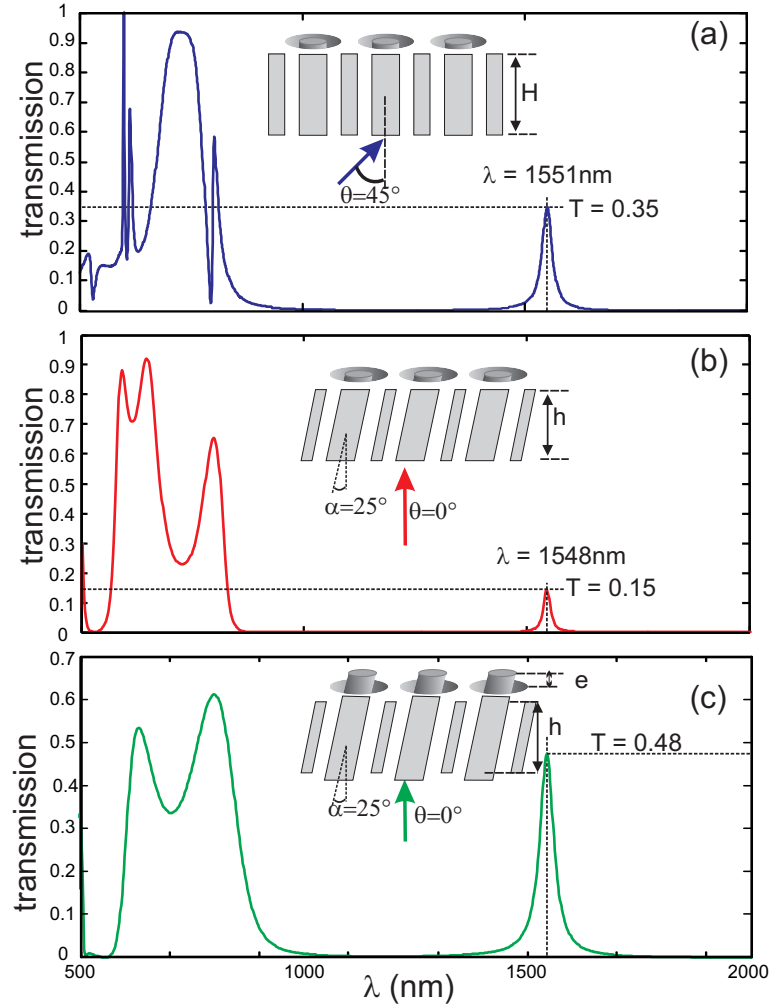 (a)
transmission
1
0.9
0.8
0.7
0.6
0.5
0.4
0.3
0.2
0.1
0
H
θ=45°
λ = 1551nm
T = 0.35
(b)
transmission
1
0.9
0.8
0.7
0.6
0.5
0.4
0.3
0.2
0.1
0
h
α=25°
θ=0°
λ = 1548nm
T = 0.15
(c)
transmission
0.7
0.6
0.5
0.4
0.3
0.2
0.1
0
e
h
α=25°
θ=0°
T = 0.48
500 1000 1500 2000
λ (nm)